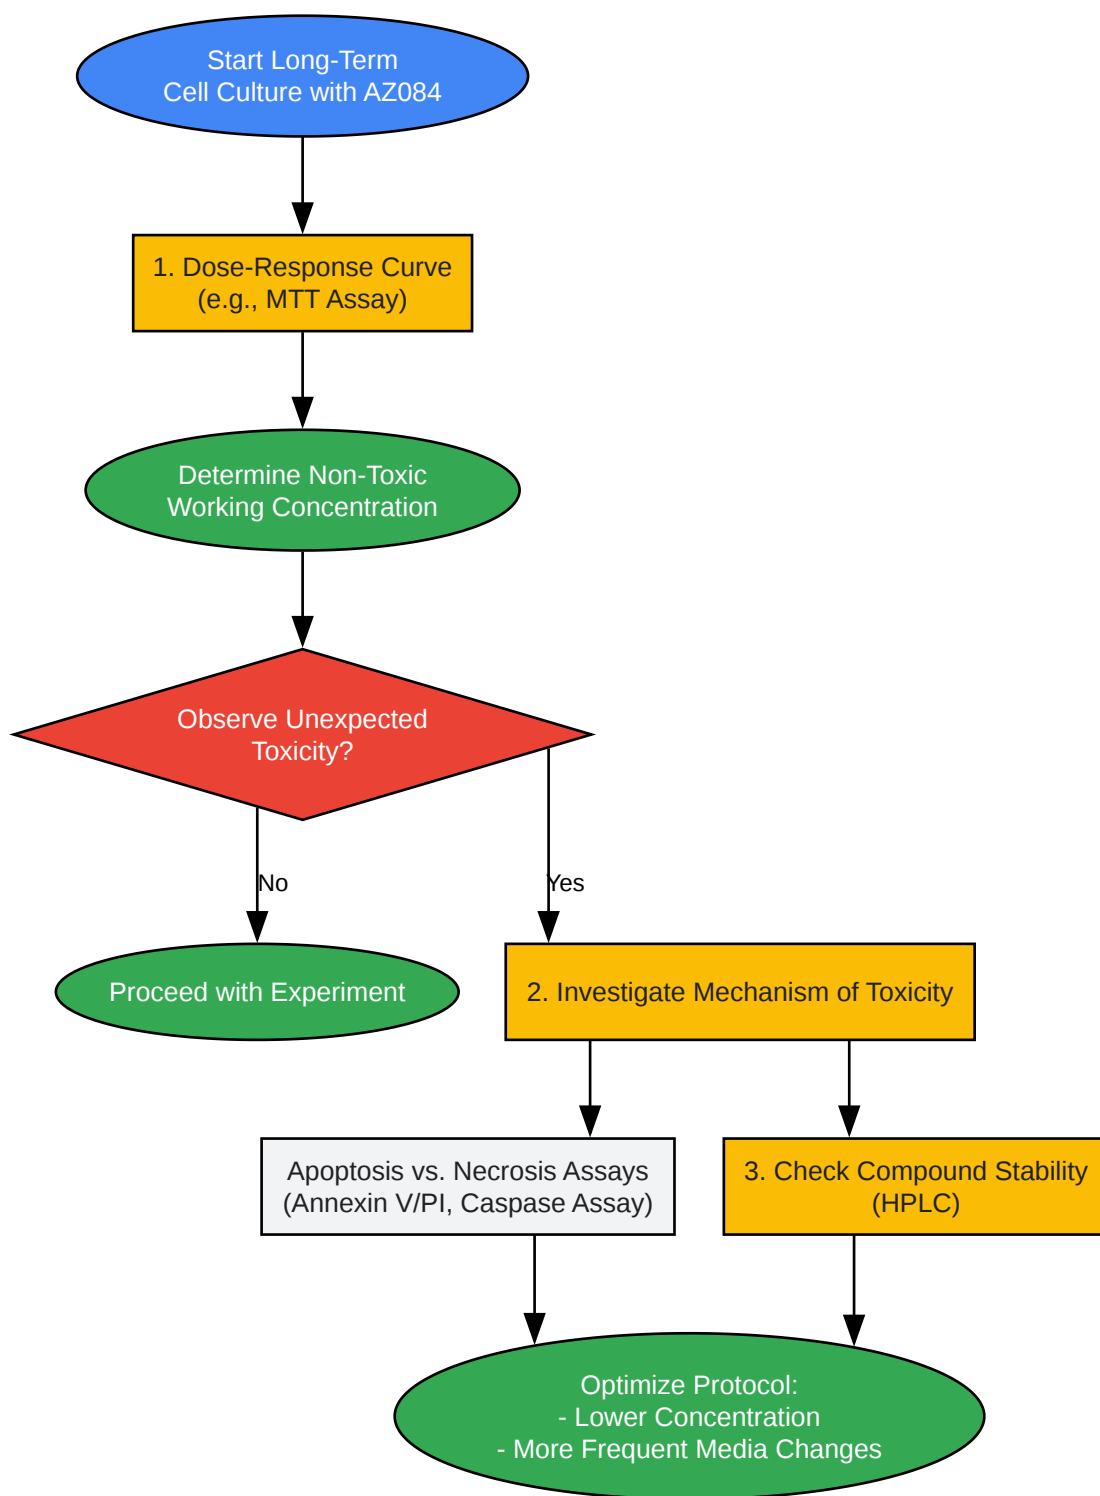 Start Long-Term
Cell Culture with AZ084
1. Dose-Response Curve
(e.g., MTT Assay)
Determine Non-Toxic
Working Concentration
Observe Unexpected
Toxicity?
No
Yes
Proceed with Experiment
2. Investigate Mechanism of Toxicity
Apoptosis vs. Necrosis Assays
(Annexin V/PI, Caspase Assay)
3. Check Compound Stability
(HPLC)
Optimize Protocol:
- Lower Concentration
- More Frequent Media Changes